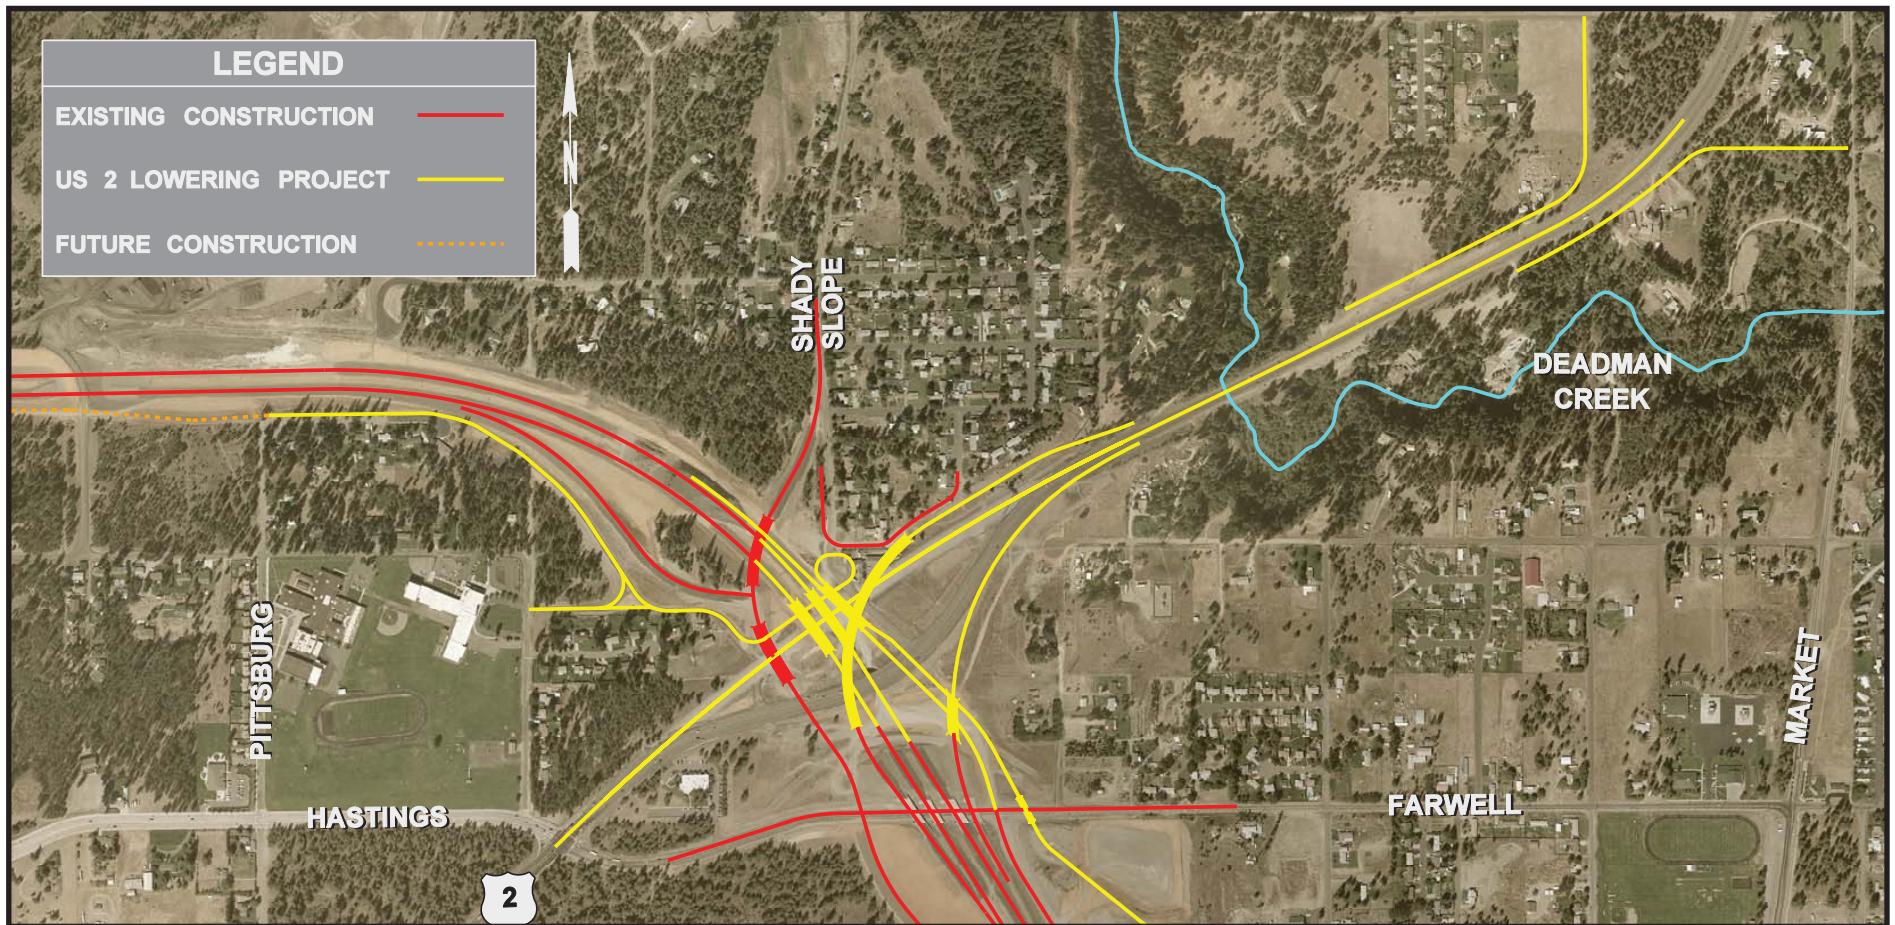 LEGEND
EXISTING CONSTRUCTION
US 2 LOWERING PROJECT
FUTURE CONSTRUCTION
N
SHADY
SLOPE
DEADMAN
CREEK
PITTSBURG
MARKET
HASTINGS
FARWELL
2